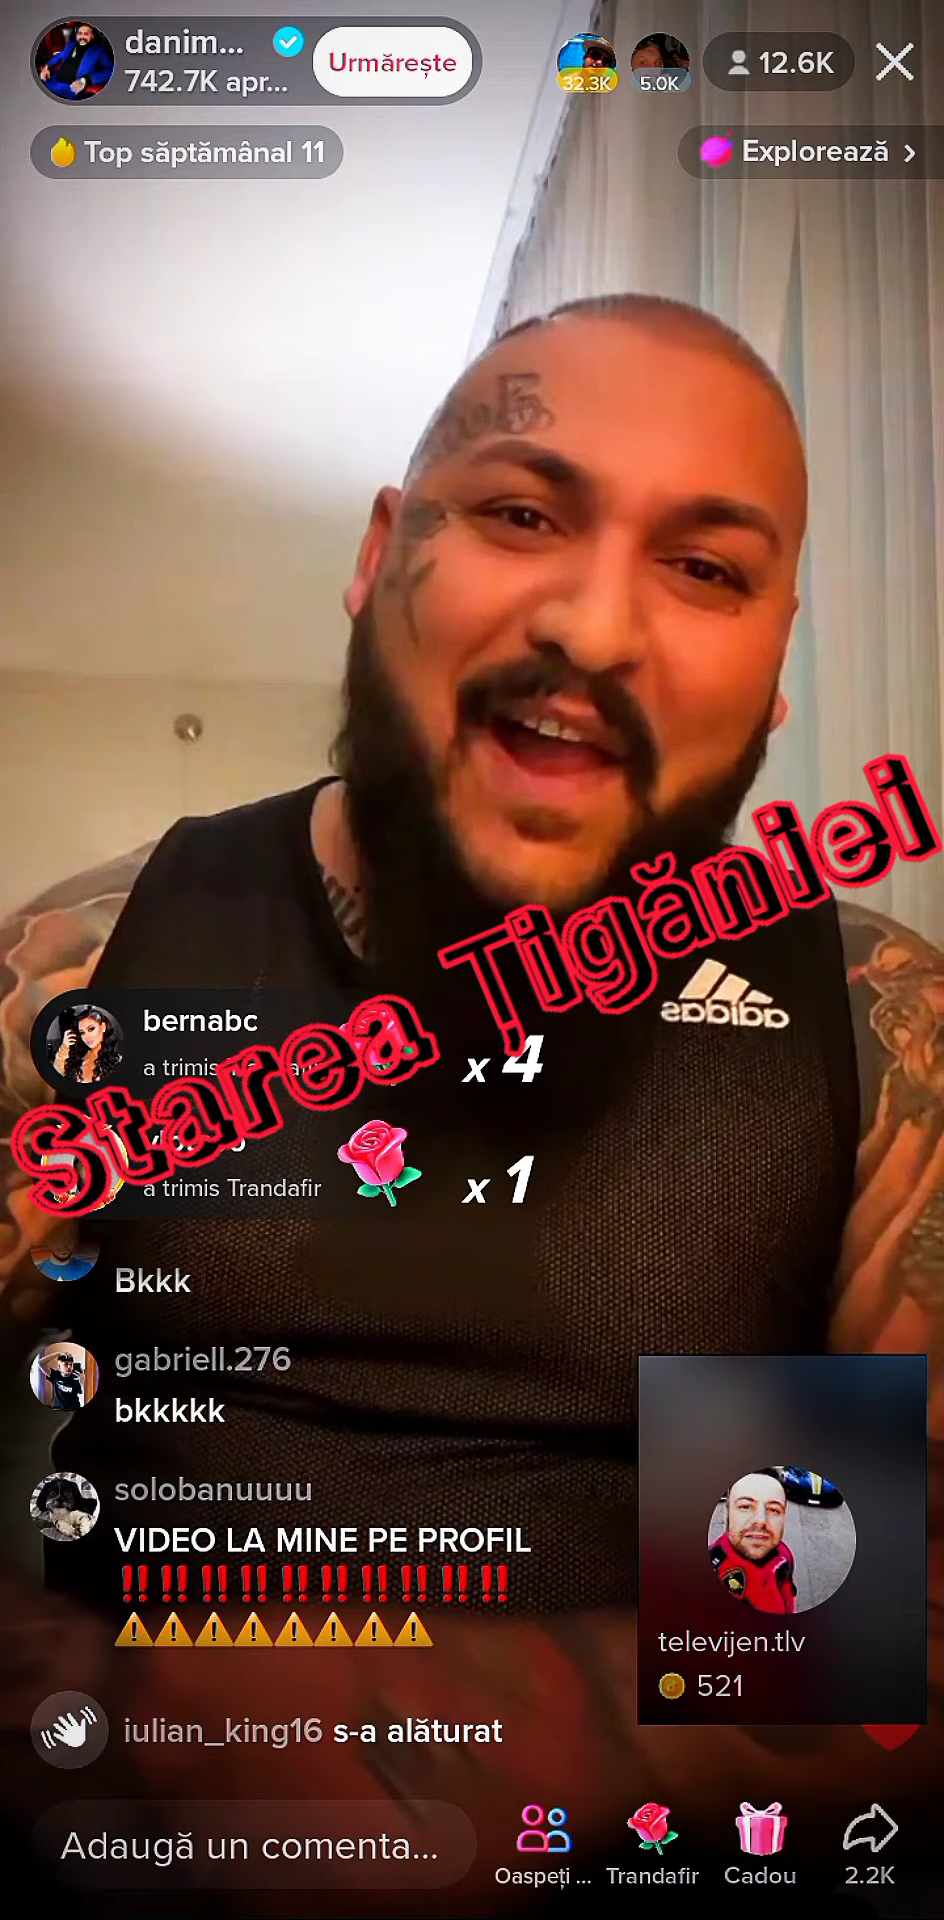 danim...
Urmărește
742.7K apr...
32.3K
5.0K
12.6K
Top săptămânal 11
Explorează
Starea Țigăniei
adidas
bernabc
a trimis
x 4
a trimis Trandafir
x 1
Bkkk
gabriell.276
bkkkkk
solobanuuuu
VIDEO LA MINE PE PROFIL
‼️‼️‼️‼️‼️‼️‼️‼️‼️‼️
⚠️⚠️⚠️⚠️⚠️⚠️⚠️⚠️
televijen.tlv
521
iulian_king16 s-a alăturat
Adaugă un comenta...
Oaspeți ...
Trandafir
Cadou
2.2K